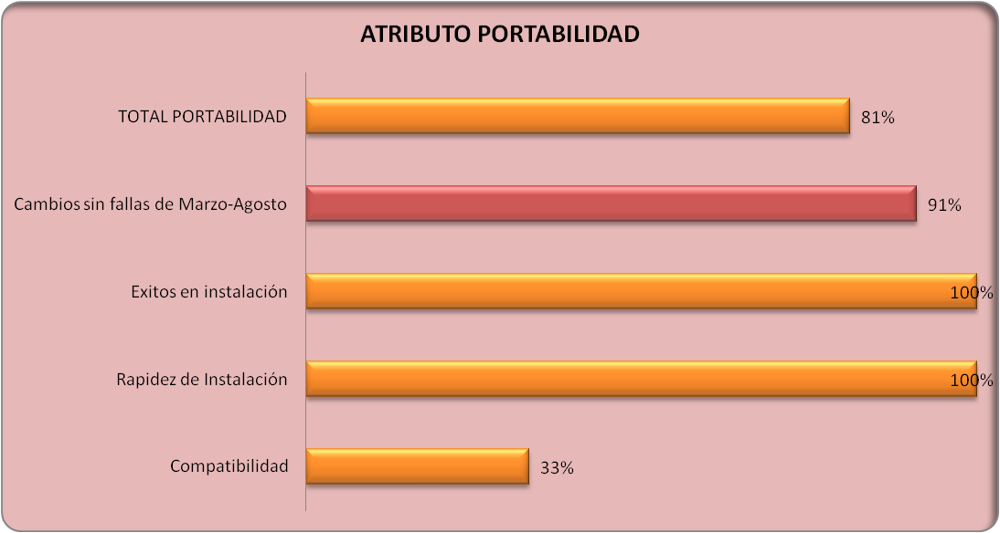 ATRIBUTO PORTABILIDAD
TOTAL PORTABILIDAD 81%
Cambios sin fallas de Marzo-Agosto 91%
Exitos en instalación 100%
Rapidez de Instalación 100%
Compatibilidad 33%